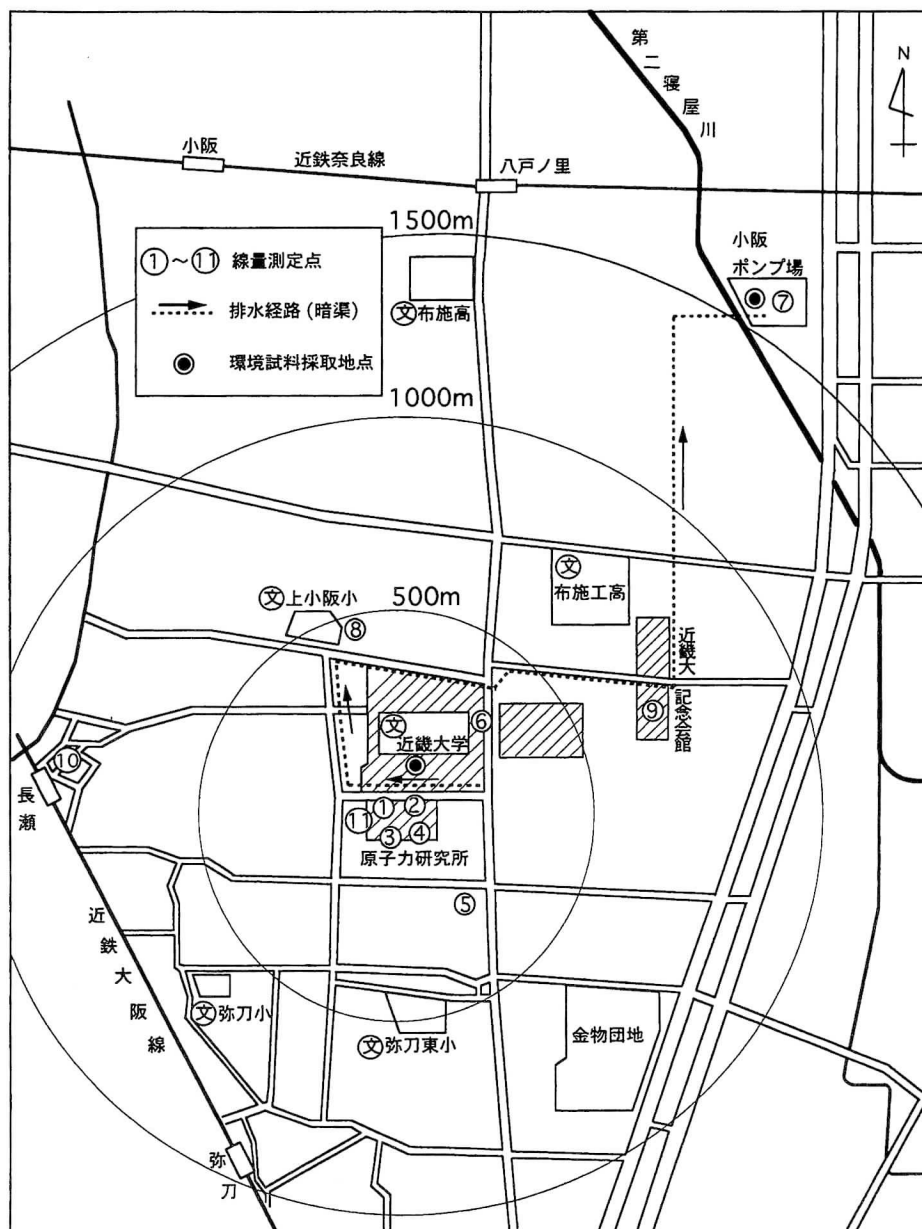 第二寝屋川
N
小阪
近鉄奈良線
八戸ノ里
1500m
①～⑪ 線量測定点
排水経路(暗渠)
環境試料採取地点
小阪
ポンプ場
⑦
文布施高
1000m
文
布施工高
500m
文上小阪小
⑧
近畿大記念会館
⑨
⑥
文
近畿大学
⑩
長瀬
⑪
①
②
③
④
原子力研究所
⑤
近鉄大阪線
文弥刀小
文弥刀東小
金物団地
弥刀